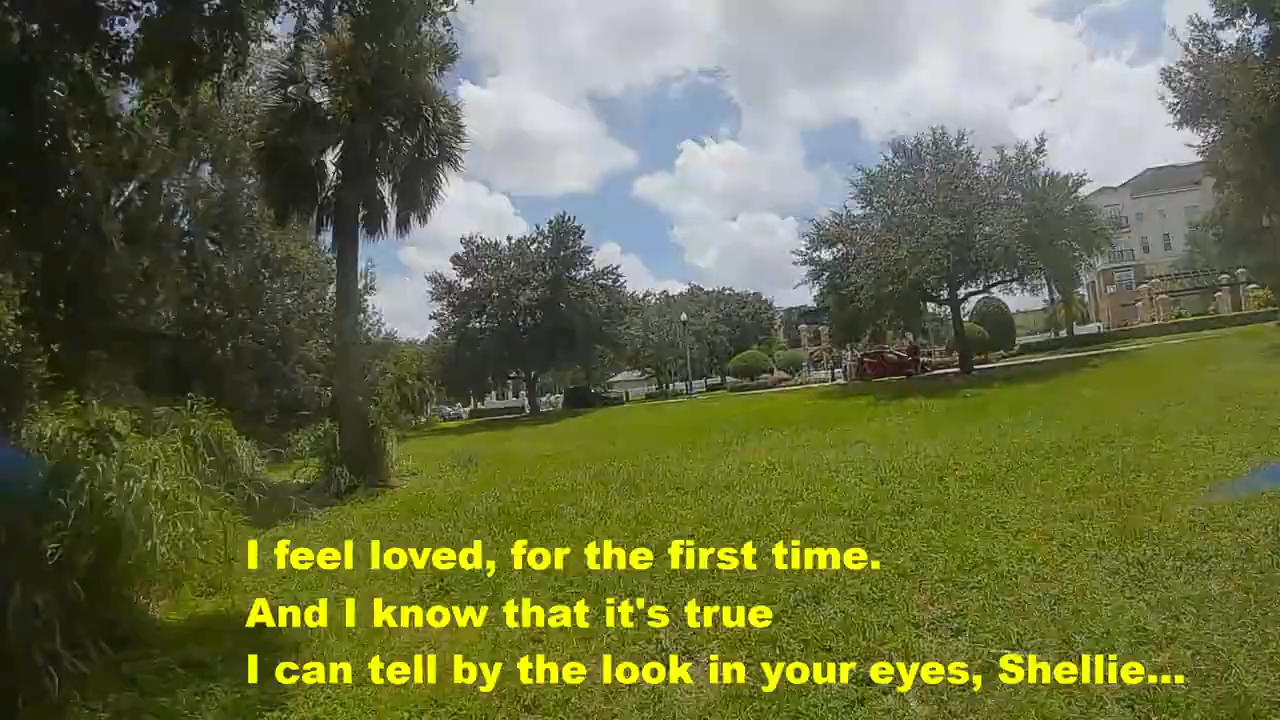 I feel loved, for the first time.
And I know that it's true
I can tell by the look in your eyes, Shellie...